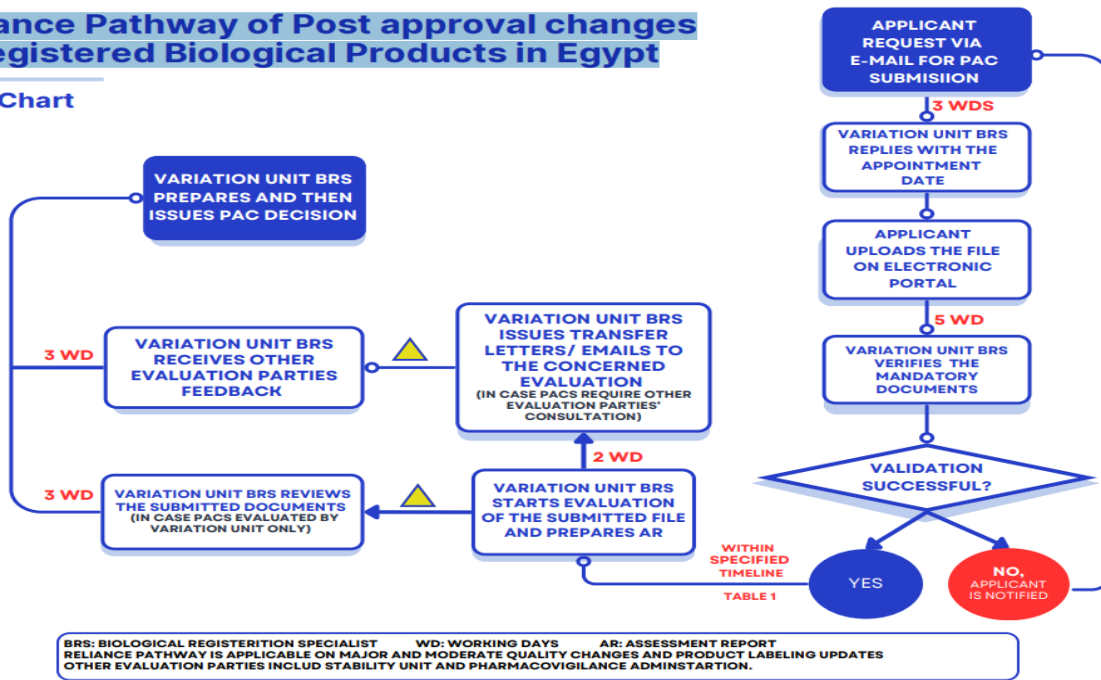 ance Pathway of Post approval changes
egistered Biological Products in Egypt
Chart
APPLICANT
REQUEST VIA
E-MAIL FOR PAC
SUBMISIION
3 WDS
VARIATION UNIT BRS
REPLIES WITH THE
APPOINTMENT
DATE
APPLICANT
UPLOADS THE FILE
ON ELECTRONIC
PORTAL
5 WD
VARIATION UNIT BRS
VERIFIES THE
MANDATORY
DOCUMENTS
VALIDATION
SUCCESSFUL?
YES
NO,
APPLICANT
IS NOTIFIED
WITHIN
SPECIFIED
TIMELINE
TABLE 1
VARIATION UNIT BRS
STARTS EVALUATION
OF THE SUBMITTED FILE
AND PREPARES AR
2 WD
VARIATION UNIT BRS
ISSUES TRANSFER
LETTERS/ EMAILS TO
THE CONCERNED
EVALUATION
(IN CASE PACS REQUIRE OTHER
EVALUATION PARTIES'
CONSULTATION)
VARIATION UNIT BRS
RECEIVES OTHER
EVALUATION PARTIES
FEEDBACK
3 WD
VARIATION UNIT BRS REVIEWS
THE SUBMITTED DOCUMENTS
(IN CASE PACS EVALUATED BY
VARIATION UNIT ONLY)
3 WD
VARIATION UNIT BRS
PREPARES AND THEN
ISSUES PAC DECISION
BRS: BIOLOGICAL REGISTERITION SPECIALIST WD: WORKING DAYS AR: ASSESSMENT REPORT
RELIANCE PATHWAY IS APPLICABLE ON MAJOR AND MODERATE QUALITY CHANGES AND PRODUCT LABELING UPDATES
OTHER EVALUATION PARTIES INCLUD STABILITY UNIT AND PHARMACOVIGILANCE ADMINSTARTION.